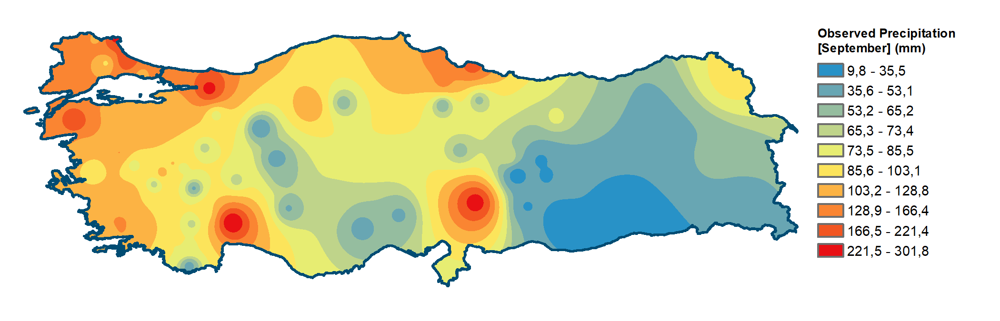 Observed Precipitation
[September] (mm)
9,8 - 35,5
35,6 - 53,1
53,2 - 65,2
65,3 - 73,4
73,5 - 85,5
85,6 - 103,1
103,2 - 128,8
128,9 - 166,4
166,5 - 221,4
221,5 - 301,8